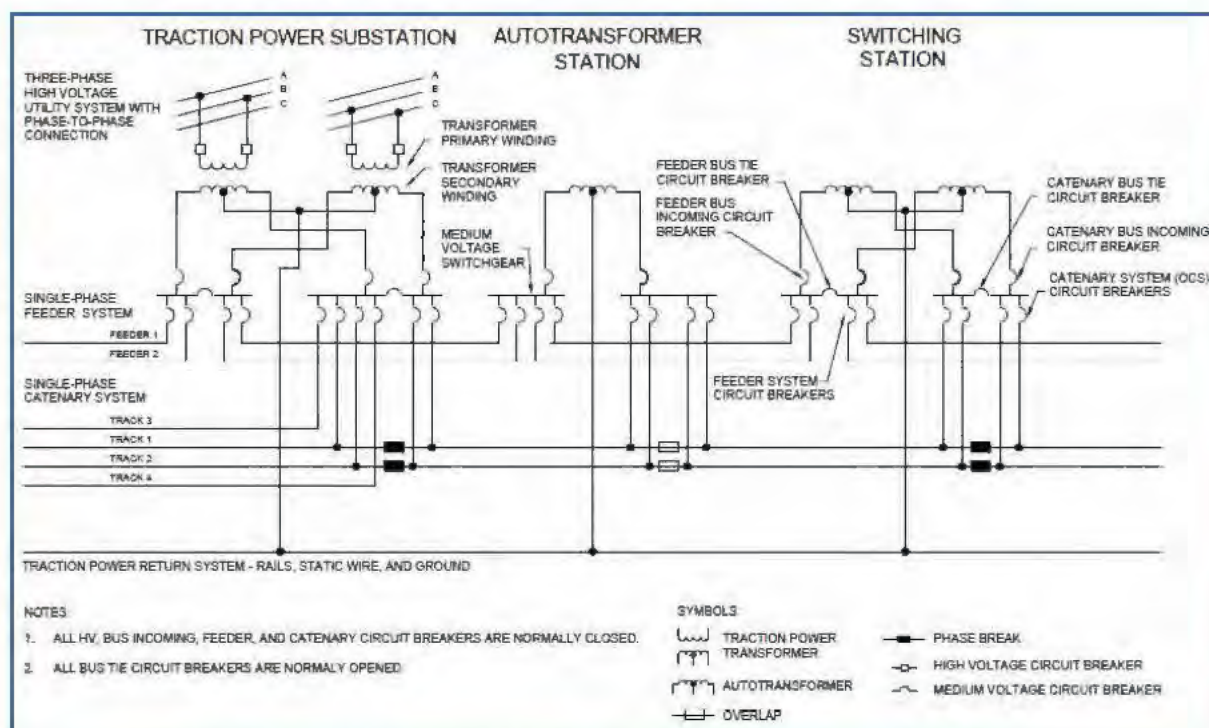 TRACTION POWER SUBSTATION
AUTOTRANSFORMER
STATION
SWITCHING
STATION
THREE-PHASE
HIGH VOLTAGE
UTILITY SYSTEM WITH
PHASE-TO-PHASE
CONNECTION
A
B
C
A
B
C
TRANSFORMER
PRIMARY WINDING
TRANSFORMER
SECONDARY
WINDING
MEDIUM
VOLTAGE
SWITCHGEAR
FEEDER BUS TIE
CIRCUIT BREAKER
FEEDER BUS
INCOMING CIRCUIT
BREAKER
CATENARY BUS TIE
CIRCUIT BREAKER
CATENARY BUS INCOMING
CIRCUIT BREAKER
CATENARY SYSTEM (OCS)
CIRCUIT BREAKERS
SINGLE-PHASE
FEEDER SYSTEM
FEEDER 1
FEEDER 2
FEEDER SYSTEM
CIRCUIT BREAKERS
SINGLE-PHASE
CATENARY SYSTEM
TRACK 3
TRACK 1
TRACK 2
TRACK 4
TRACTION POWER RETURN SYSTEM - RAILS, STATIC WIRE, AND GROUND
NOTES:
1. ALL HV, BUS INCOMING, FEEDER, AND CATENARY CIRCUIT BREAKERS ARE NORMALLY CLOSED.
2. ALL BUS TIE CIRCUIT BREAKERS ARE NORMALY OPENED
SYMBOLS
TRACTION POWER
TRANSFORMER
AUTOTRANSFORMER
OVERLAP
PHASE BREAK
HIGH VOLTAGE CIRCUIT BREAKER
MEDIUM VOLTAGE CIRCUIT BREAKER